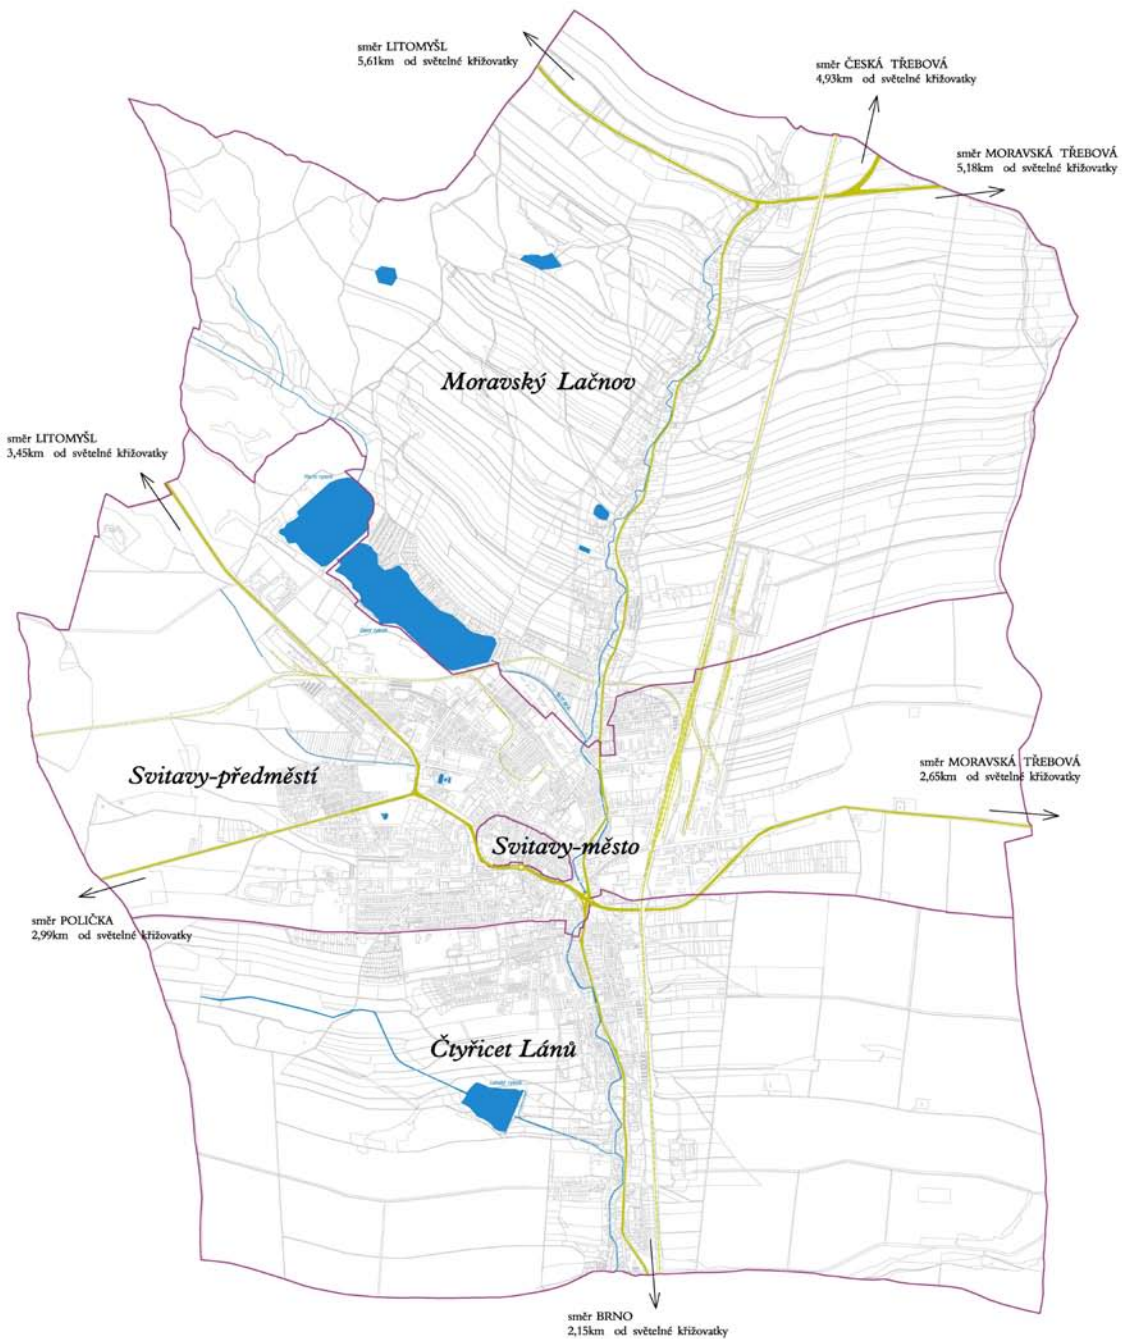 směr LITOMYŠL
5,61km od světelné křižovatky
směr ČESKÁ TŘEBOVÁ
4,93km od světelné křižovatky
směr MORAVSKÁ TŘEBOVÁ
5,18km od světelné křižovatky
Moravský Lačnov
směr LITOMYŠL
3,45km od světelné křižovatky
Svitavy-předměstí
směr MORAVSKÁ TŘEBOVÁ
2,65km od světelné křižovatky
Svitavy-město
směr POLIČKA
2,99km od světelné křižovatky
Čtyřicet Lánů
směr BRNO
2,15km od světelné křižovatky